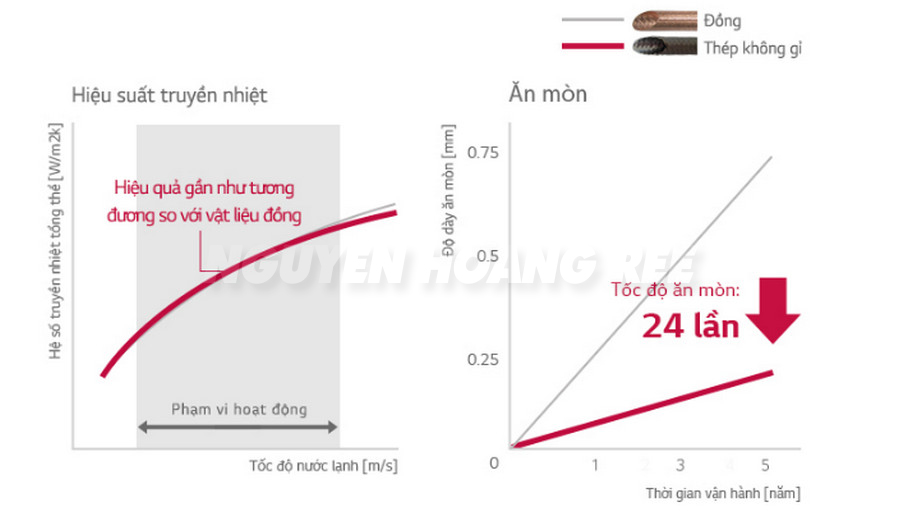 Đồng
Thép không gỉ
Hiệu suất truyền nhiệt
Hệ số truyền nhiệt tổng thể [W/m2k]
Hiệu quả gần như tương
đương so với vật liệu đồng
Phạm vi hoạt động
Tốc độ nước lạnh [m/s]
NGUYEN HOANG REE
Ăn mòn
Độ dày ăn mòn [mm]
0.75
0.5
0.25
0
Tốc độ ăn mòn:
24 lần
1 2 3 4 5
Thời gian vận hành [năm]